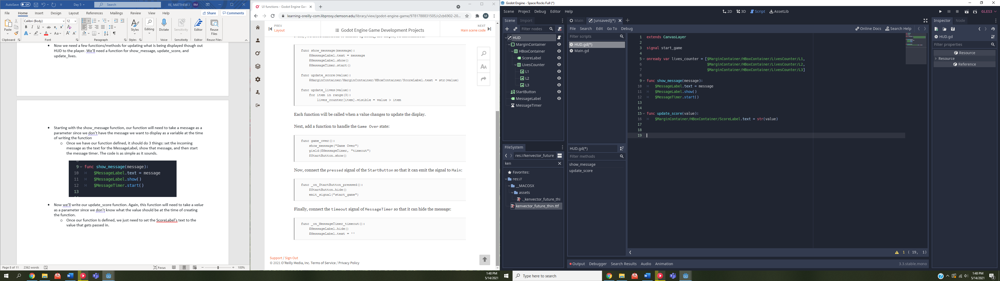 AutoSave Off Day 5 Search RE, MATTHEW J RM
File Home Insert Design Layout References Mailings Review View Help Share Comments
Calibri (Body) 12
Paste Styles Editing Dictate Sensitivity Editor Reuse Files
Clipboard Font Paragraph Styles Voice Sensitivity Editor Reuse Files
• Now we need a few functions/methods for updating what is being displayed though out
HUD to the player. We'll need a function for show_message, update_score, and
update_lives.
• Starting with the show_message function, our function will need to take a message as a
parameter since we don't have the message we want to display as a variable at the time
of writing the function
o Once we have our function defined, it should do 3 things: set the incoming
message as the text for the MessageLabel, show that message, and then start
the message timer. The code is as simple as it sounds.
9 func show_message(message):
10 $MessageLabel.text = message
11 $MessageLabel.show()
12 $MessageTimer.start()
13
• Now we'll write our update_score function. Again, this function will need to take a value
as a parameter since we don't know what the value should be at the time of creating
the function.
o Once our function Is defined, we just need to set the ScoreLabel's text to the
value that gets passed in.
Page 8 of 11 2362 words Focus 100%
UI functions - Godot Engine Gam
learning-oreilly-com.libproxy.clemson.edu/library/view/godot-engine-game/9781788831505/c2cb6902-20...
PREV
Layout
Godot Engine Game Development Projects
NEXT
Main scene code
func show_message(message):
$MessageLabel.text = message
$MessageLabel.show()
$MessageTimer.start()
func update_score(value):
$MarginContainer/MarginContainer/HBoxContainer/ScoreLabel.text = str(value)
func update_lives(value):
for item in range(3):
lives_counter[item].visible = value > item
Each function will be called when a value changes to update the display.
Next, add a function to handle the Game Over state:
func game_over():
show_message("Game Over")
yield($MessageTimer, "timeout")
$StartButton.show()
Now, connect the pressed signal of the StartButton so that it can emit the signal to Main:
func _on_StartButton_pressed():
$StartButton.hide()
emit_signal("start_game")
Finally, connect the timeout signal of MessageTimer so that it can hide the message:
func _on_MessageTimer_timeout():
$MessageLabel.hide()
$MessageLabel.text = ''
Support / Sign Out
© 2021 O'Reilly Media, Inc. Terms of Service / Privacy Policy
1:48 PM
5/14/2021
Godot Engine - Space Rocks Full (*)
Scene Project Debug Editor Help 2D 3D Script AssetLib GLES3
Scene Import
Filter nodes
HUD
MarginContainer
HBoxContainer
ScoreLabel
LivesCounter
L1
L2
L3
StartButton
MessageLabel
MessageTimer
FileSystem
res://kenvector_future
ken
Favorites:
res://
__MACOSX
assets
._kenvector_future_thi
kenvector_future_thin.ttf
Main [unsaved](*)
File Search Edit Go To Debug Online Docs Search Help
Filter scripts
HUD.gd(*)
Main.gd
HUD.gd(*)
Filter methods
show_message
update_score
1 extends CanvasLayer
2
3 signal start_game
4
5 onready var lives_counter = [$MarginContainer/HBoxContainer/LivesCounter/L1,
6 $MarginContainer/HBoxContainer/LivesCounter/L2,
7 $MarginContainer/HBoxContainer/LivesCounter/L3]
8
9 func show_message(message):
10 $MessageLabel.text = message
11 $MessageLabel.show()
12 $MessageTimer.start()
13
14
15 func update_score(value):
16 $MarginContainer/HBoxContainer/ScoreLabel.text = str(value)
17
18
19
1 ( 19, 1)
Output Debugger Search Results Audio Animation 3.3.stable.mono
Inspector Node
HUD.gd
Filter properties
Resource
Resource
Reference
Type here to search
1:48 PM
5/14/2021